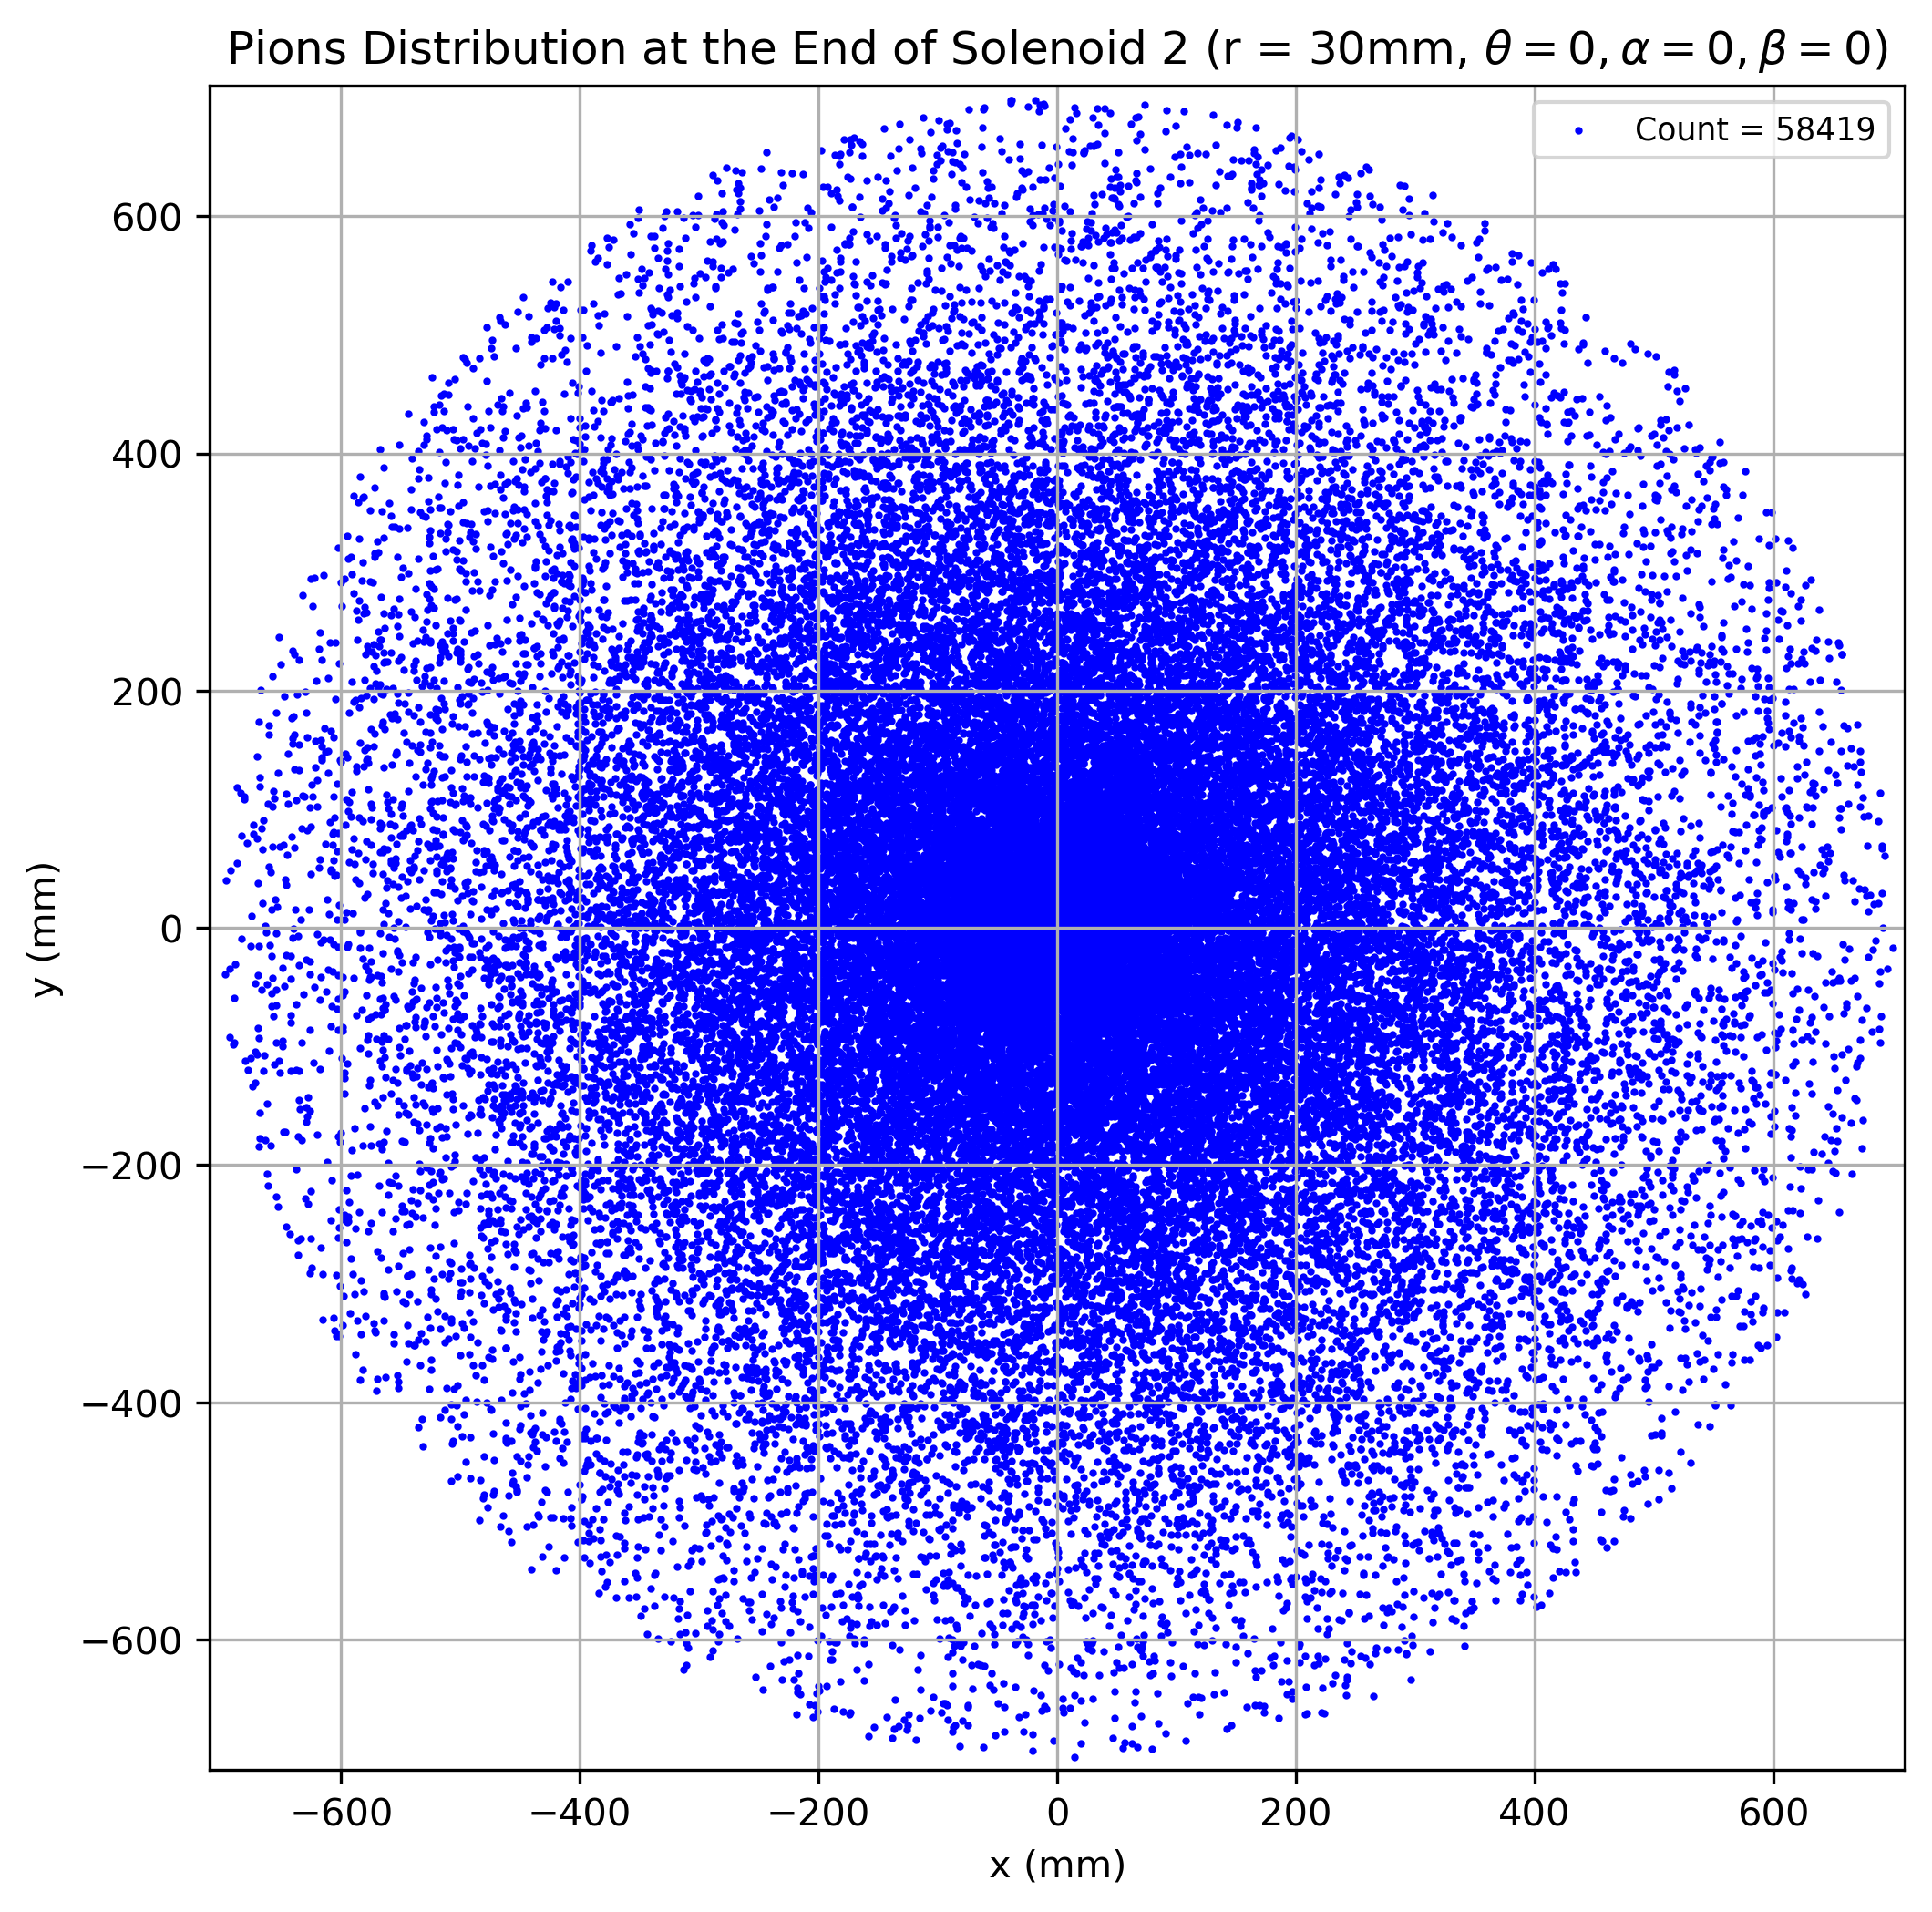 Pions Distribution at the End of Solenoid 2 (r = 30mm, θ = 0, α = 0, β = 0)
Count = 58419
600
400
200
0
−200
−400
−600
y (mm)
−600 −400 −200 0 200 400 600
x (mm)